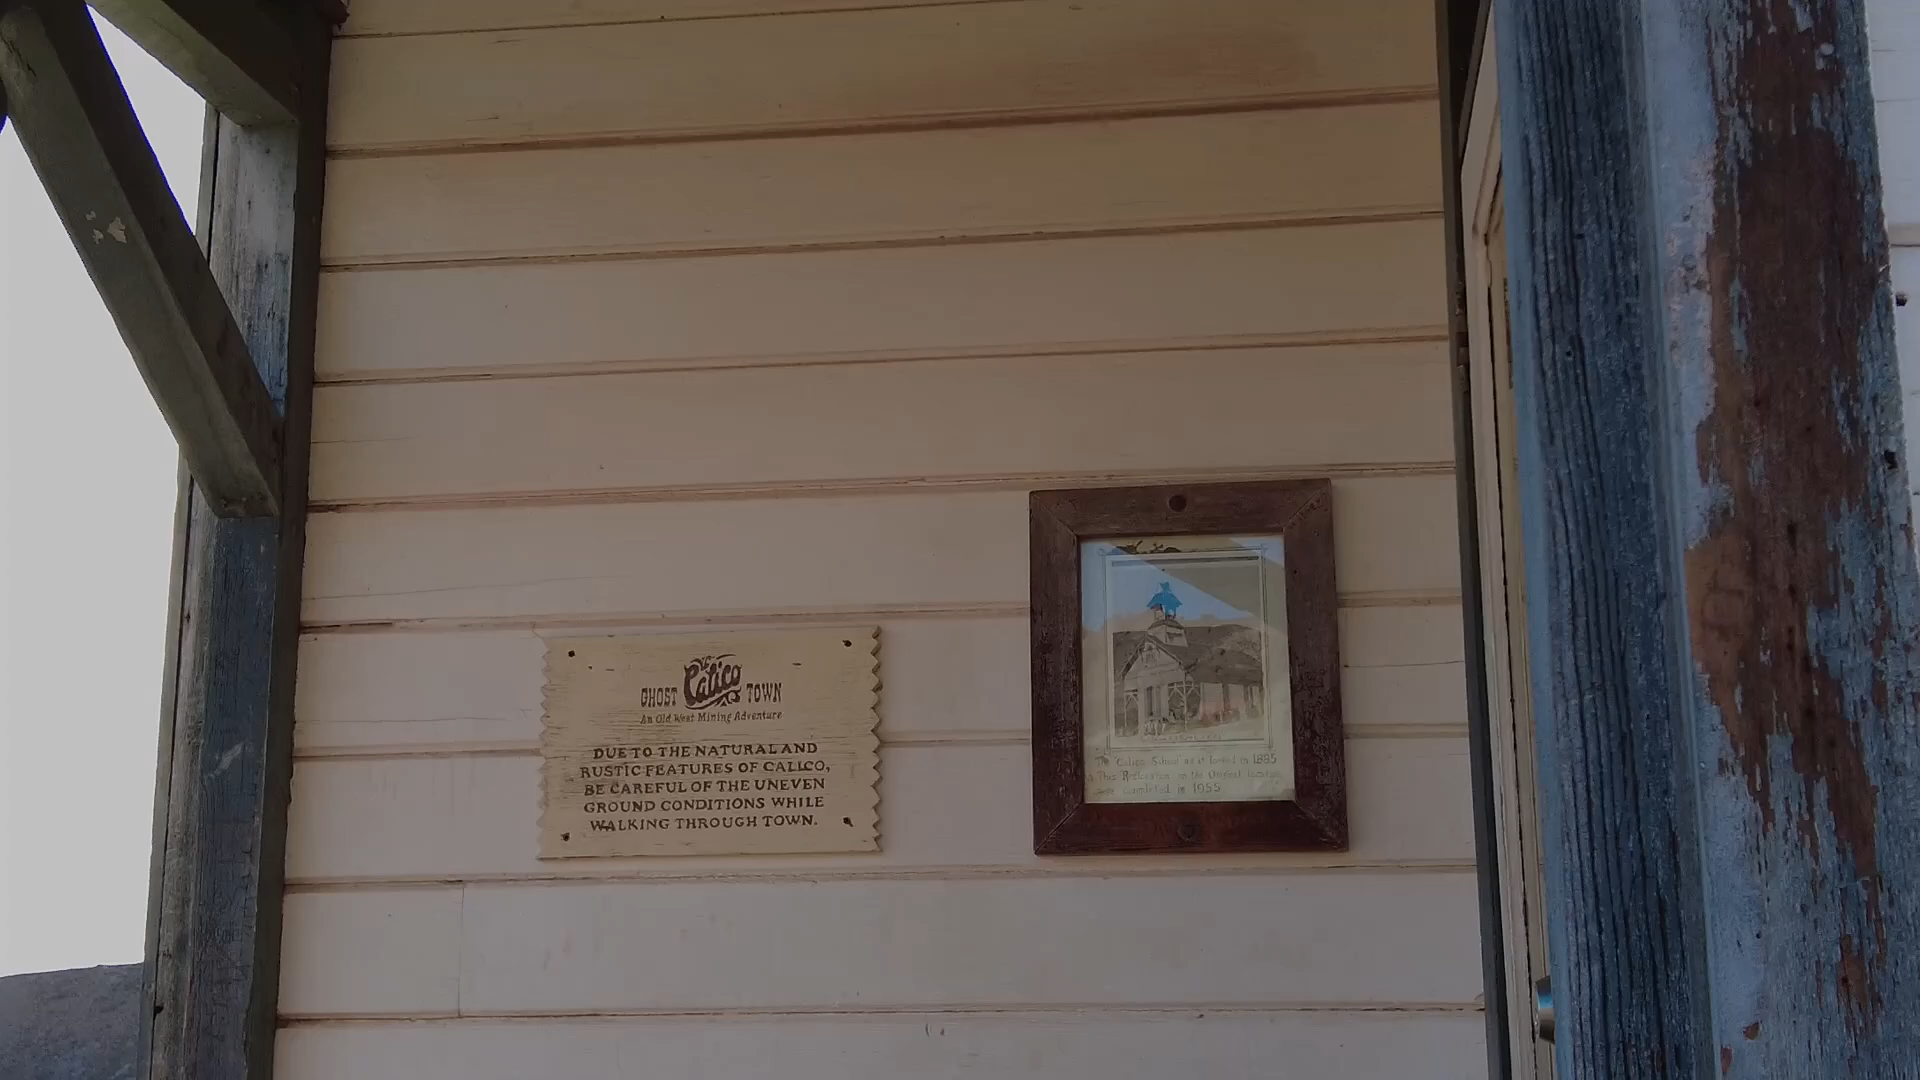 GHOST Calico TOWN
An Old West Mining Adventure
DUE TO THE NATURAL AND
RUSTIC FEATURES OF CALICO,
BE CAREFUL OF THE UNEVEN
GROUND CONDITIONS WHILE
WALKING THROUGH TOWN.
The Calico School as it looked in 1885
This Restoration on the Original Location
was completed in 1955